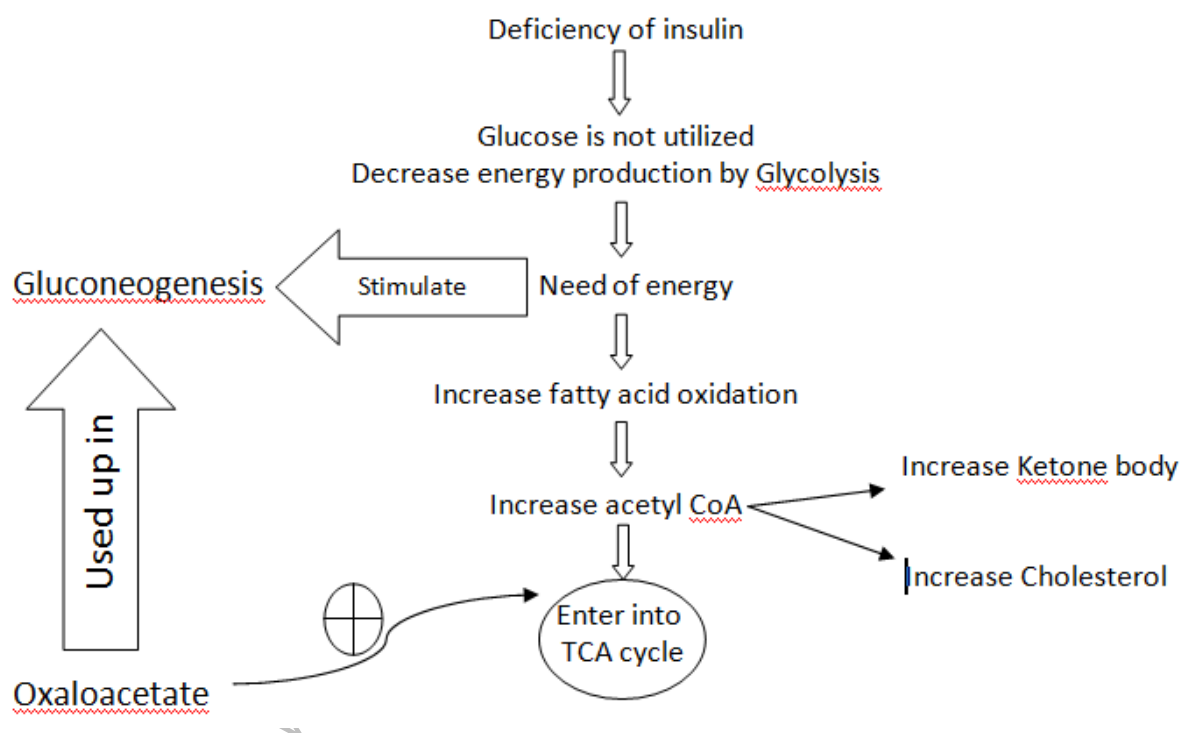 Deficiency of insulin
Glucose is not utilized
Decrease energy production by Glycolysis
Gluconeogenesis
Stimulate
Need of energy
Increase fatty acid oxidation
Increase Ketone body
Increase acetyl CoA
Increase Cholesterol
Used up in
Enter into
TCA cycle
Oxaloacetate